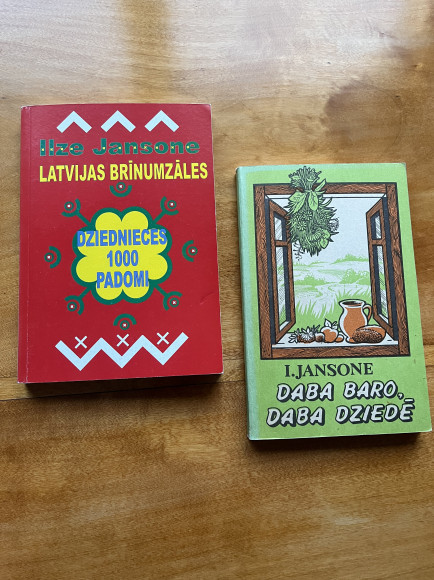 Ilze Jansone
LATVIJAS BRĪNUMZĀLES
DZIEDNIECES
1000
PADOMI
I.JANSONE
DABA BARO,
DABA DZIEDĒ